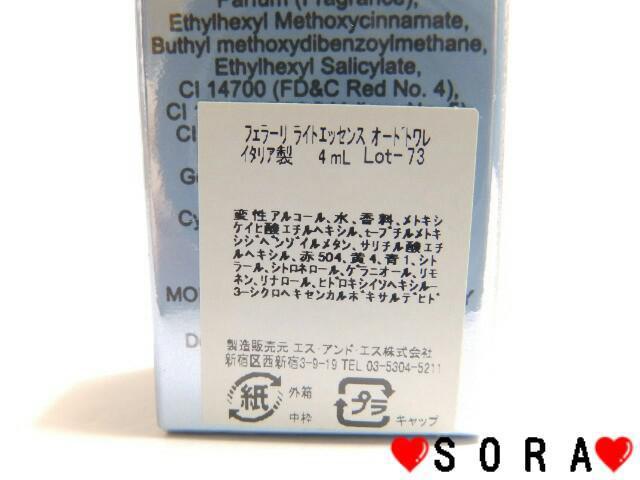 Parfum (Fragrance),
Ethylhexyl Methoxycinnamate,
Buthyl methoxydibenzoylmethane,
Ethylhexyl Salicylate,
CI 14700 (FD&C Red No. 4),
CI
CI
フェラーリ ライトエッセンス オードトワレ
イタリア製 4mL Lot-73
変性アルコール、水、香料、メトキシ
ケイヒ酸エチルヘキシル、t-ブチルメトキ
シジベンゾイルメタン、サリチル酸エチ
ルヘキシル、赤504、黄4、青1、シト
ラール、シトロネロール、ゲラニオール、リモ
ネン、リナロール、ヒドロキシイソヘキシル-
3-シクロヘキセンカルボキサルデヒド
製造販売元 エス・アンド・エス株式会社
新宿区西新宿3-9-19 TEL 03-5304-5211
紙 外箱
中枠
プラ キャップ
SORA